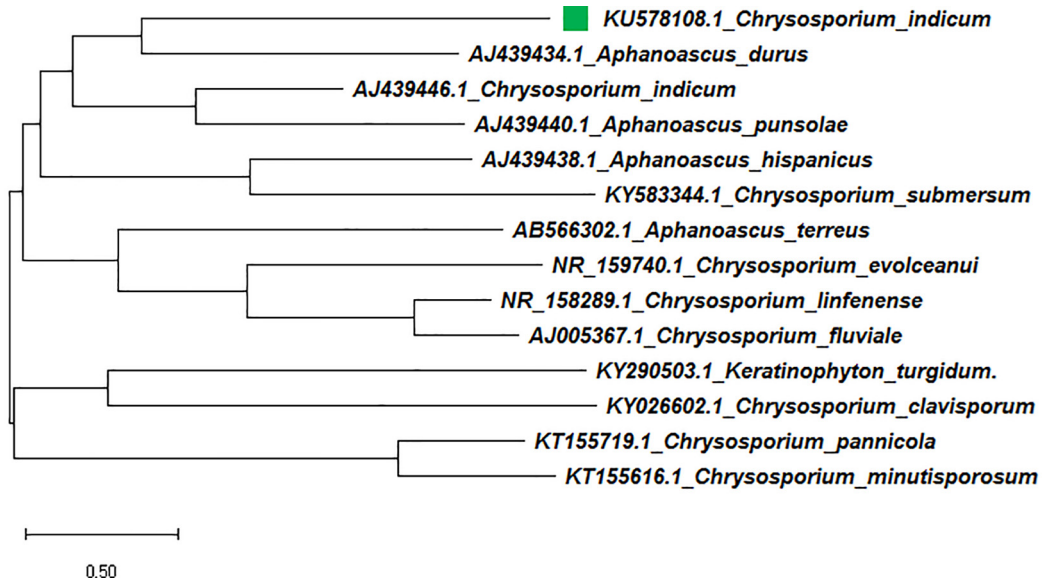 KU578108.1_Chrysosporium_indicum
AJ439434.1_Aphanoascus_durus
AJ439446.1_Chrysosporium_indicum
AJ439440.1_Aphanoascus_punsolae
AJ439438.1_Aphanoascus_hispanicus
KY583344.1_Chrysosporium_submersum
AB566302.1_Aphanoascus_terreus
NR_159740.1_Chrysosporium_evolceanui
NR_158289.1_Chrysosporium_linfenense
AJ005367.1_Chrysosporium_fluviale
KY290503.1_Keratinophyton_turgidum.
KY026602.1_Chrysosporium_clavisporum
KT155719.1_Chrysosporium_pannicola
KT155616.1_Chrysosporium_minutisporosum
0.50